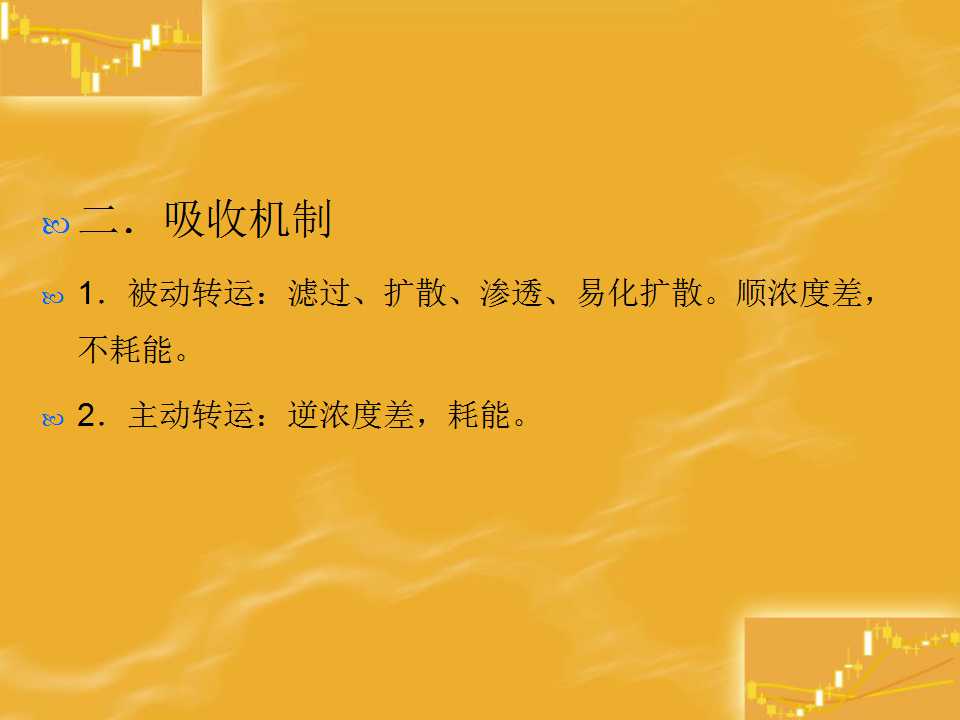 二．吸收机制
1．被动转运：滤过、扩散、渗透、易化扩散。顺浓度差，
不耗能。
2．主动转运：逆浓度差，耗能。